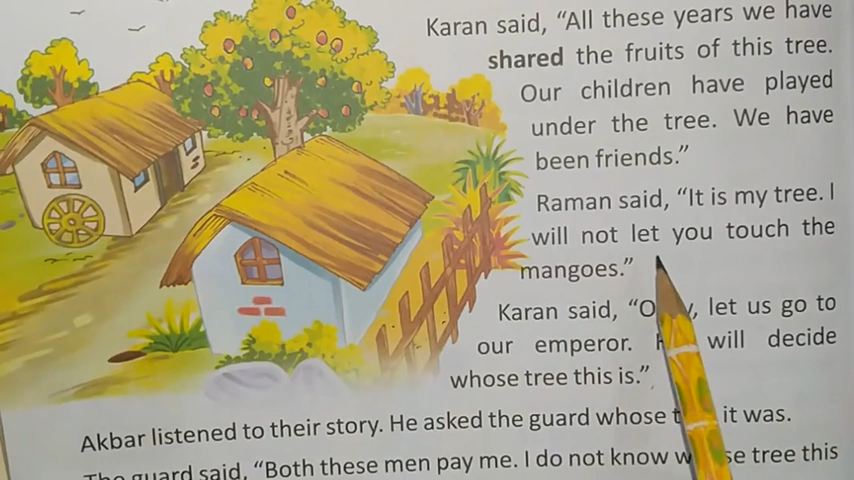 Karan said, “All these years we have
shared the fruits of this tree.
Our children have played
under the tree. We have
been friends.”
Raman said, “It is my tree. I
will not let you touch the
mangoes.”
Karan said, “ let us go to
our emperor. will decide
whose tree this is.”
Akbar listened to their story. He asked the guard whose it was.
The guard said, “Both these men pay me. I do not know tree this